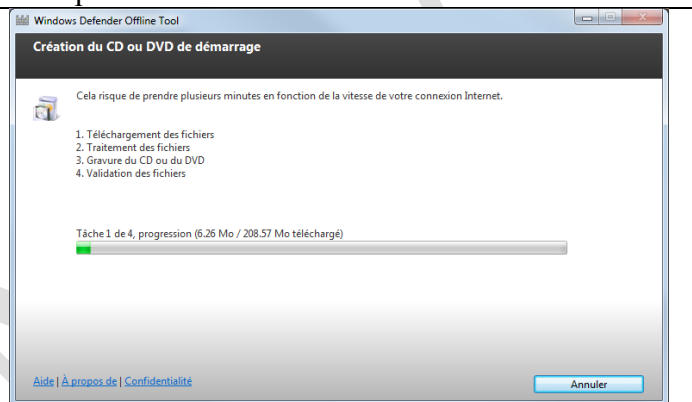 Windows Defender Offline Tool
Création du CD ou DVD de démarrage
Cela risque de prendre plusieurs minutes en fonction de la vitesse de votre connexion Internet.
1. Téléchargement des fichiers
2. Traitement des fichiers
3. Gravure du CD ou du DVD
4. Validation des fichiers
Tâche 1 de 4, progression (6.26 Mo / 208.57 Mo téléchargé)
Aide | À propos de | Confidentialité
Annuler